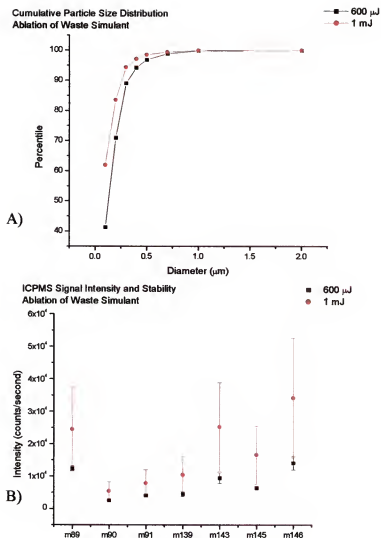 Cumulative Particle Size Distribution
Ablation of Waste Simulant
600 μJ
1 mJ
100
90
80
70
60
50
40
Percentile
0.0 0.5 1.0 1.5 2.0
Diameter (μm)
A)
ICPMS Signal Intensity and Stability
Ablation of Waste Simulant
600 μJ
1 mJ
6x10⁴
5x10⁴
4x10⁴
3x10⁴
2x10⁴
1x10⁴
0
Intensity (counts/second)
m89 m90 m91 m139 m143 m145 m146
B)